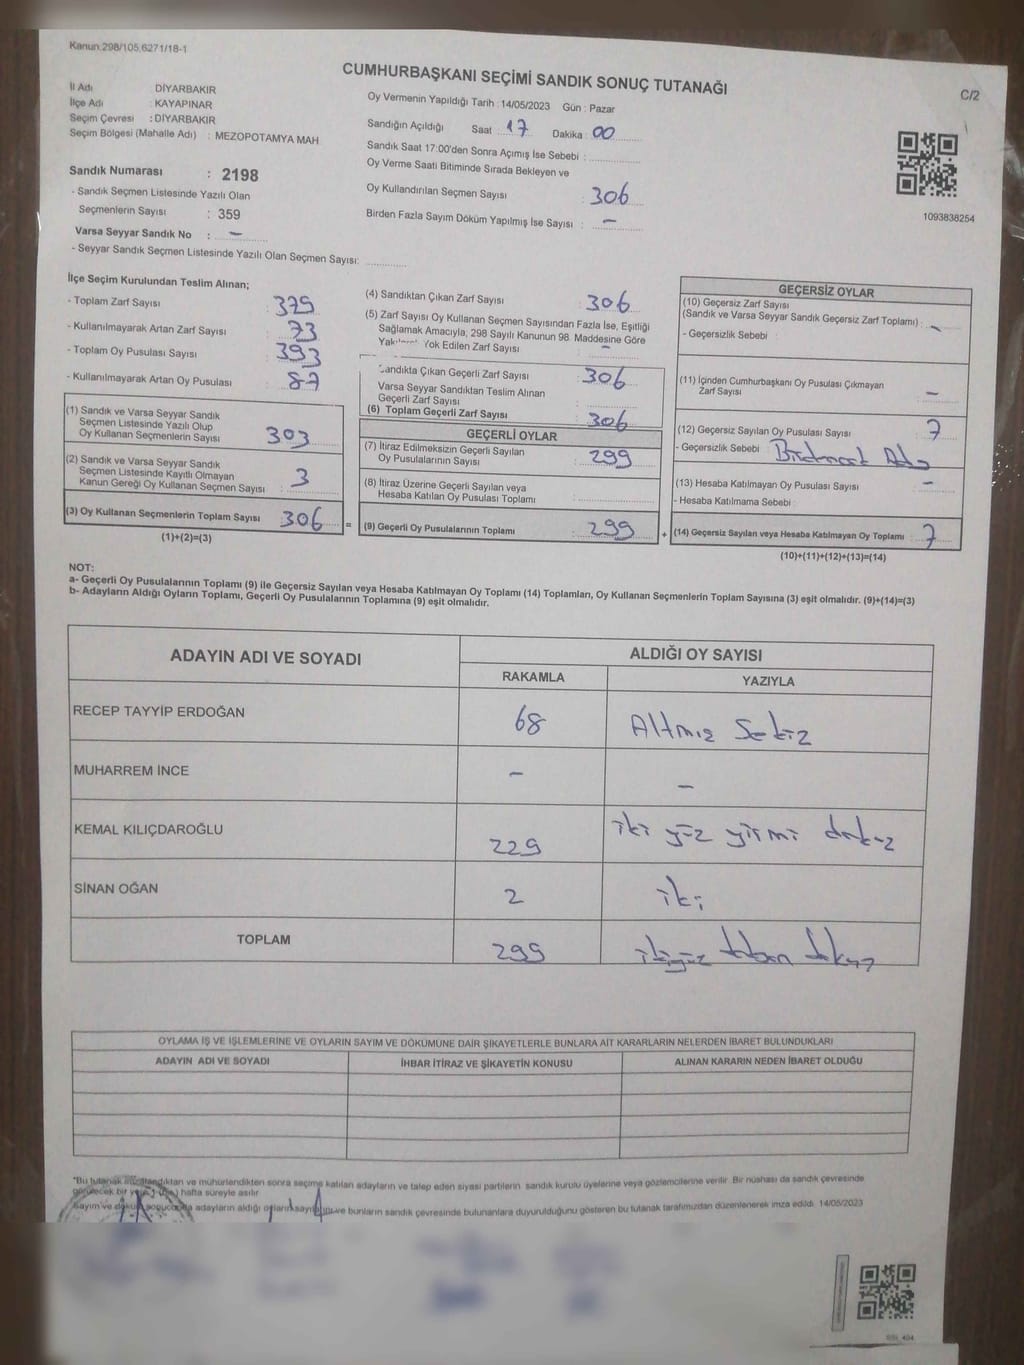 Kanun.298/105,6271/18-1
CUMHURBAŞKANI SEÇİMİ SANDIK SONUÇ TUTANAĞI
C/2
İl Adı DİYARBAKIR
İlçe Adı : KAYAPINAR
Seçim Çevresi : DİYARBAKIR
Seçim Bölgesi (Mahalle Adı) : MEZOPOTAMYA MAH
Sandık Numarası : 2198
- Sandık Seçmen Listesinde Yazılı Olan
Seçmenlerin Sayısı : 359
Varsa Seyyar Sandık No : -
- Seyyar Sandık Seçmen Listesinde Yazılı Olan Seçmen Sayısı:
Oy Vermenin Yapıldığı Tarih : 14/05/2023 Gün : Pazar
Sandığın Açıldığı Saat 17 Dakika : 00
Sandık Saat 17:00'den Sonra Açımış İse Sebebi :
Oy Verme Saati Bitiminde Sırada Bekleyen ve
Oy Kullandırılan Seçmen Sayısı : 306
Birden Fazla Sayım Döküm Yapılmış İse Sayısı : -
1093838254
İlçe Seçim Kurulundan Teslim Alınan;
- Toplam Zarf Sayısı : 379
- Kullanılmayarak Artan Zarf Sayısı : 73
- Toplam Oy Pusulası Sayısı : 393
- Kullanılmayarak Artan Oy Pusulası : 87
(1) Sandık ve Varsa Seyyar Sandık
Seçmen Listesinde Yazılı Olup
Oy Kullanan Seçmenlerin Sayısı : 303
(2) Sandık ve Varsa Seyyar Sandık
Seçmen Listesinde Kayıtlı Olmayan
Kanun Gereği Oy Kullanan Seçmen Sayısı : 3
(3) Oy Kullanan Seçmenlerin Toplam Sayısı : 306
(1)+(2)=(3)
(4) Sandıktan Çıkan Zarf Sayısı : 306
(5) Zarf Sayısı Oy Kullanan Seçmen Sayısından Fazla İse, Eşitliği
Sağlamak Amacıyla, 298 Sayılı Kanunun 98. Maddesine Göre
Yok Edilen Zarf Sayısı : -
Sandıkta Çıkan Geçerli Zarf Sayısı : 306
Varsa Seyyar Sandıktan Teslim Alınan
Geçerli Zarf Sayısı :
(6) Toplam Geçerli Zarf Sayısı : 306
GEÇERLİ OYLAR
(7) İtiraz Edilmeksizin Geçerli Sayılan
Oy Pusulalarının Sayısı : 299
(8) İtiraz Üzerine Geçerli Sayılan veya
Hesaba Katılan Oy Pusulası Toplamı :
= (9) Geçerli Oy Pusulalarının Toplamı : 299
GEÇERSİZ OYLAR
(10) Geçersiz Zarf Sayısı
(Sandık ve Varsa Seyyar Sandık Geçersiz Zarf Toplamı) : -
- Geçersizlik Sebebi :
(11) İçinden Cumhurbaşkanı Oy Pusulası Çıkmayan
Zarf Sayısı : -
(12) Geçersiz Sayılan Oy Pusulası Sayısı : 7
- Geçersizlik Sebebi :
(13) Hesaba Katılmayan Oy Pusulası Sayısı : -
- Hesaba Katılmama Sebebi :
+ (14) Geçersiz Sayılan veya Hesaba Katılmayan Oy Toplamı : 7
(10)+(11)+(12)+(13)=(14)
NOT:
a- Geçerli Oy Pusulalarının Toplamı (9) ile Geçersiz Sayılan veya Hesaba Katılmayan Oy Toplamı (14) Toplamları, Oy Kullanan Seçmenlerin Toplam Sayısına (3) eşit olmalıdır. (9)+(14)=(3)
b- Adayların Aldığı Oyların Toplamı, Geçerli Oy Pusulalarının Toplamına (9) eşit olmalıdır.
ADAYIN ADI VE SOYADI ALDIĞI OY SAYISI
RAKAMLA YAZIYLA
RECEP TAYYİP ERDOĞAN 68 Altmış Sekiz
MUHARREM İNCE - -
KEMAL KILIÇDAROĞLU 229 iki yüz yirmi dokuz
SİNAN OĞAN 2 iki
TOPLAM 299 ikiyüz doksan dokuz
OYLAMA İŞ VE İŞLEMLERİNE VE OYLARIN SAYIM VE DÖKÜMÜNE DAİR ŞİKAYETLERLE BUNLARA AİT KARARLARIN NELERDEN İBARET BULUNDUKLARI
ADAYIN ADI VE SOYADI İHBAR İTİRAZ VE ŞİKAYETİN KONUSU ALINAN KARARIN NEDEN İBARET OLDUĞU
*Bu tutanak imzalandıktan ve mühürlendikten sonra seçime katılan adayların ve talep eden siyasi partilerin sandık kurulu üyelerine veya gözlemcilerine verilir. Bir nüshası da sandık çevresinde
görülecek bir yere hafta süreyle asılır
Sayım ve döküm sonucunda adayların aldığı oyların sayısını ve bunların sandık çevresinde bulunanlara duyurulduğunu gösteren bu tutanak tarafımızdan düzenlenerek imza edildi. 14/05/2023